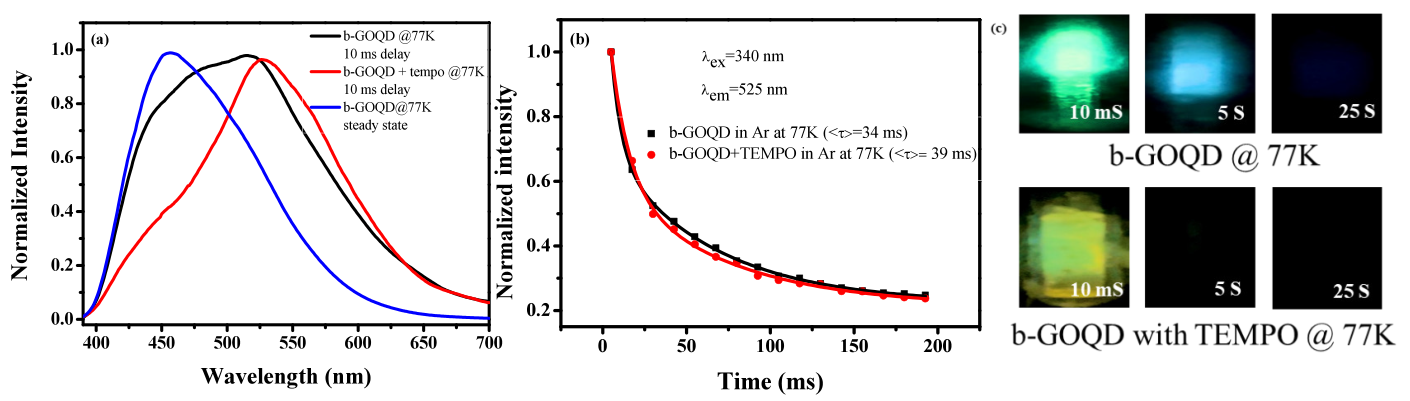 (a)
b-GOQD @77K
10 ms delay
b-GOQD + tempo @77K
10 ms delay
b-GOQD@77K
steady state
Normalized Intensity
1.0
0.8
0.6
0.4
0.2
0.0
400
450
500
550
600
650
700
390
Wavelength (nm)
(b)
λex=340 nm
λem=525 nm
b-GOQD in Ar at 77K (<τ>=34 ms)
b-GOQD+TEMPO in Ar at 77K (<τ>= 39 ms)
Normalized intensity
1.0
0.8
0.6
0.4
0.2
0
50
100
150
200
Time (ms)
(c)
10 mS
5 S
25 S
b-GOQD @ 77K
10 mS
5 S
25 S
b-GOQD with TEMPO @ 77K